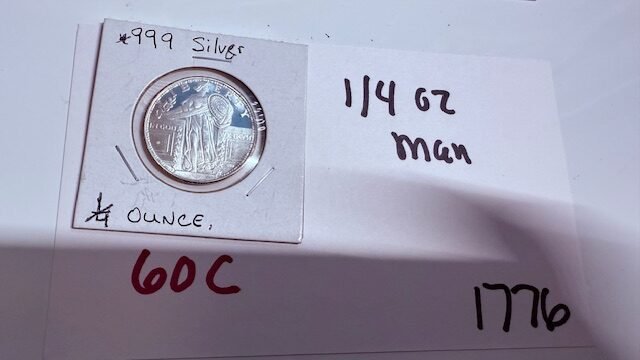 .999 Silver
1/4 OUNCE.
1/4 oz
man
60C
1776